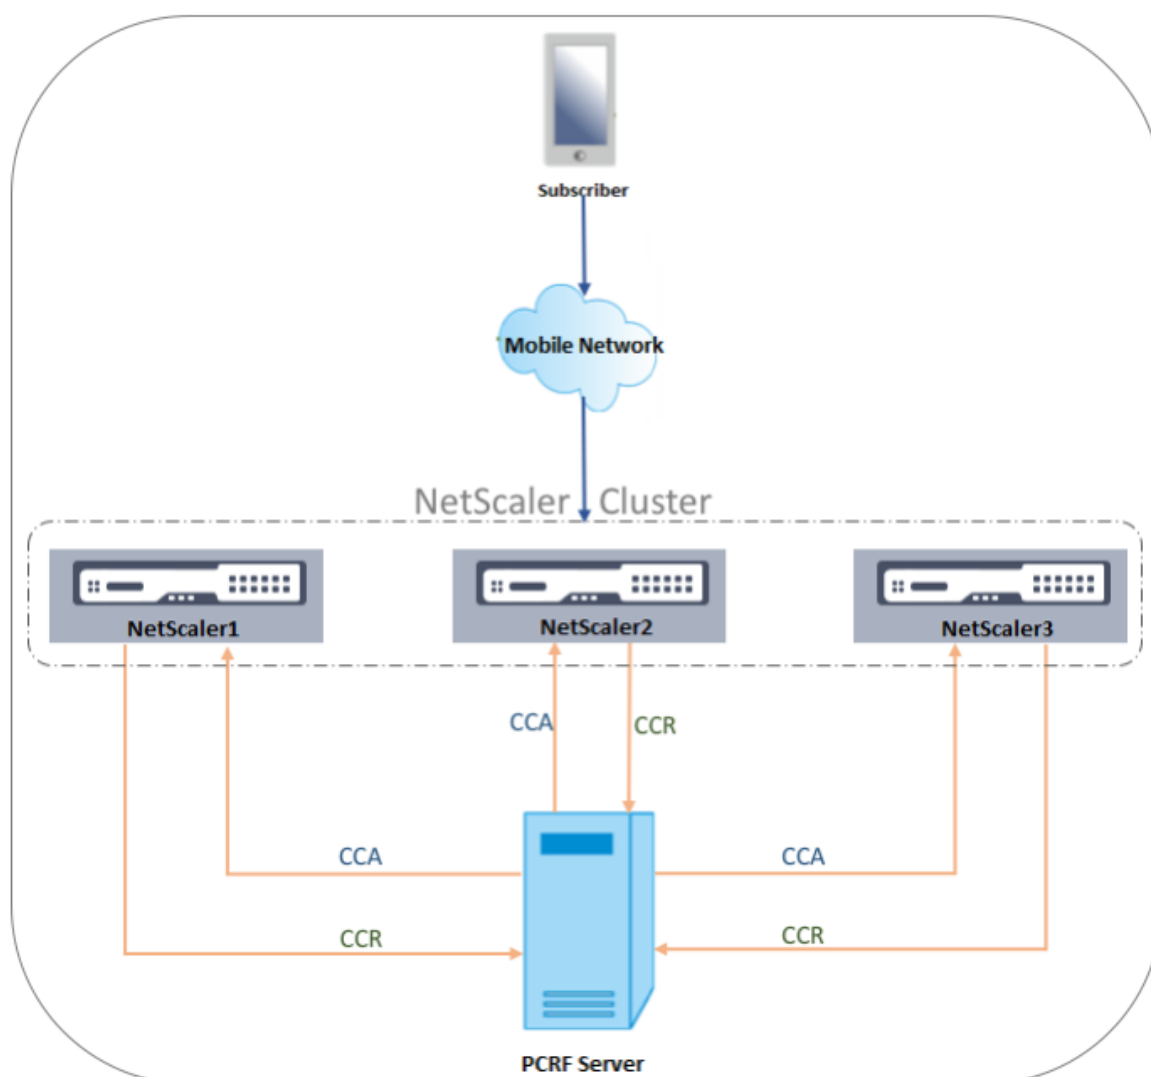 Subscriber
Mobile Network
NetScaler Cluster
NetScaler1
NetScaler2
NetScaler3
CCA
CCR
CCA
CCA
CCR
CCR
PCRF Server